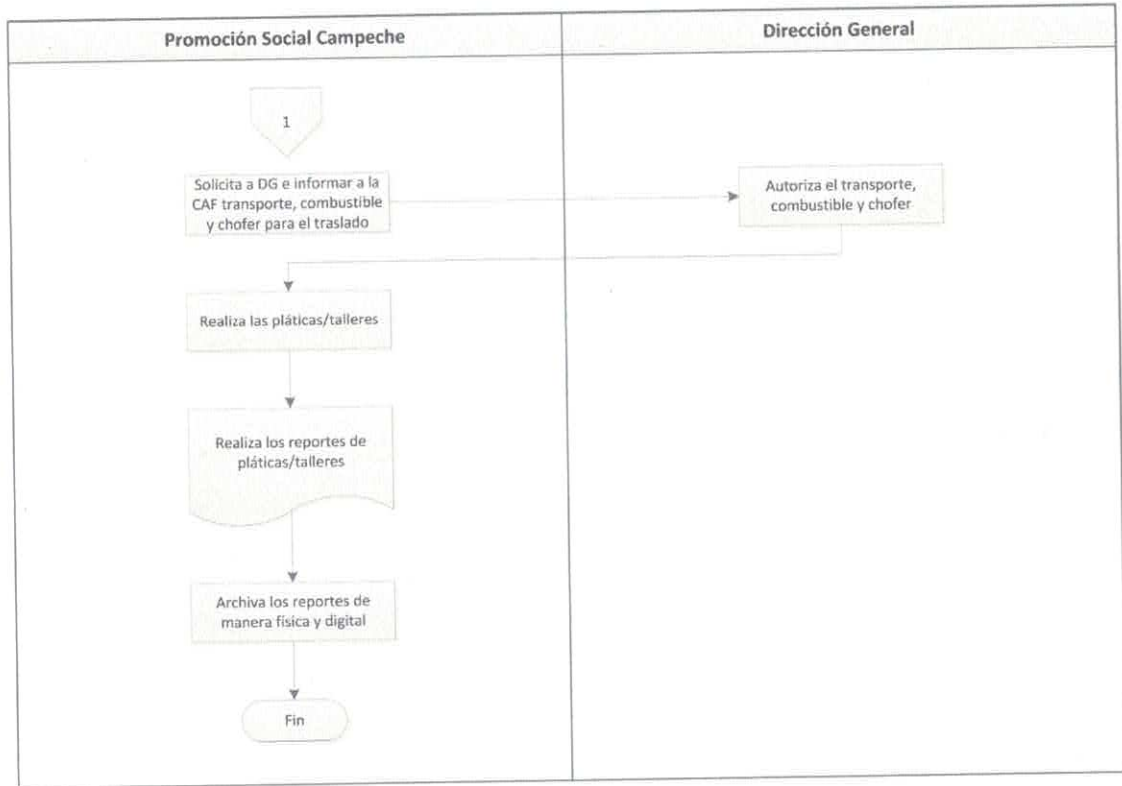 Promoción Social Campeche
Dirección General
1
Solicita a DG e informar a la
CAF transporte, combustible
y chofer para el traslado
Autoriza el transporte,
combustible y chofer
Realiza las pláticas/talleres
Realiza los reportes de
pláticas/talleres
Archiva los reportes de
manera física y digital
Fin